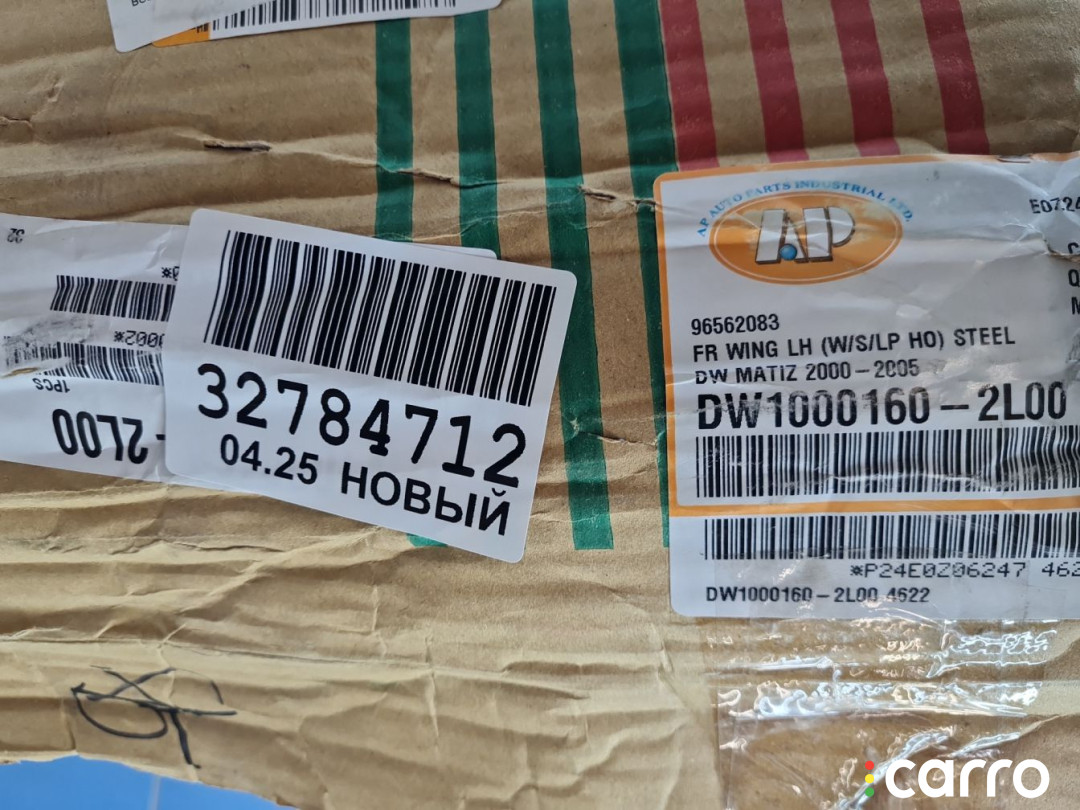 AP AUTO PARTS INDUSTRIAL LTD.
AP
96562083
FR WING LH (W/S/LP HO) STEEL
DW MATIZ 2000-2005
DW1000160-2L00
*P24E0Z06247 462
DW1000160-2L00 4622
32784712
04.25 НОВЫЙ
1PCS
2L00
carro